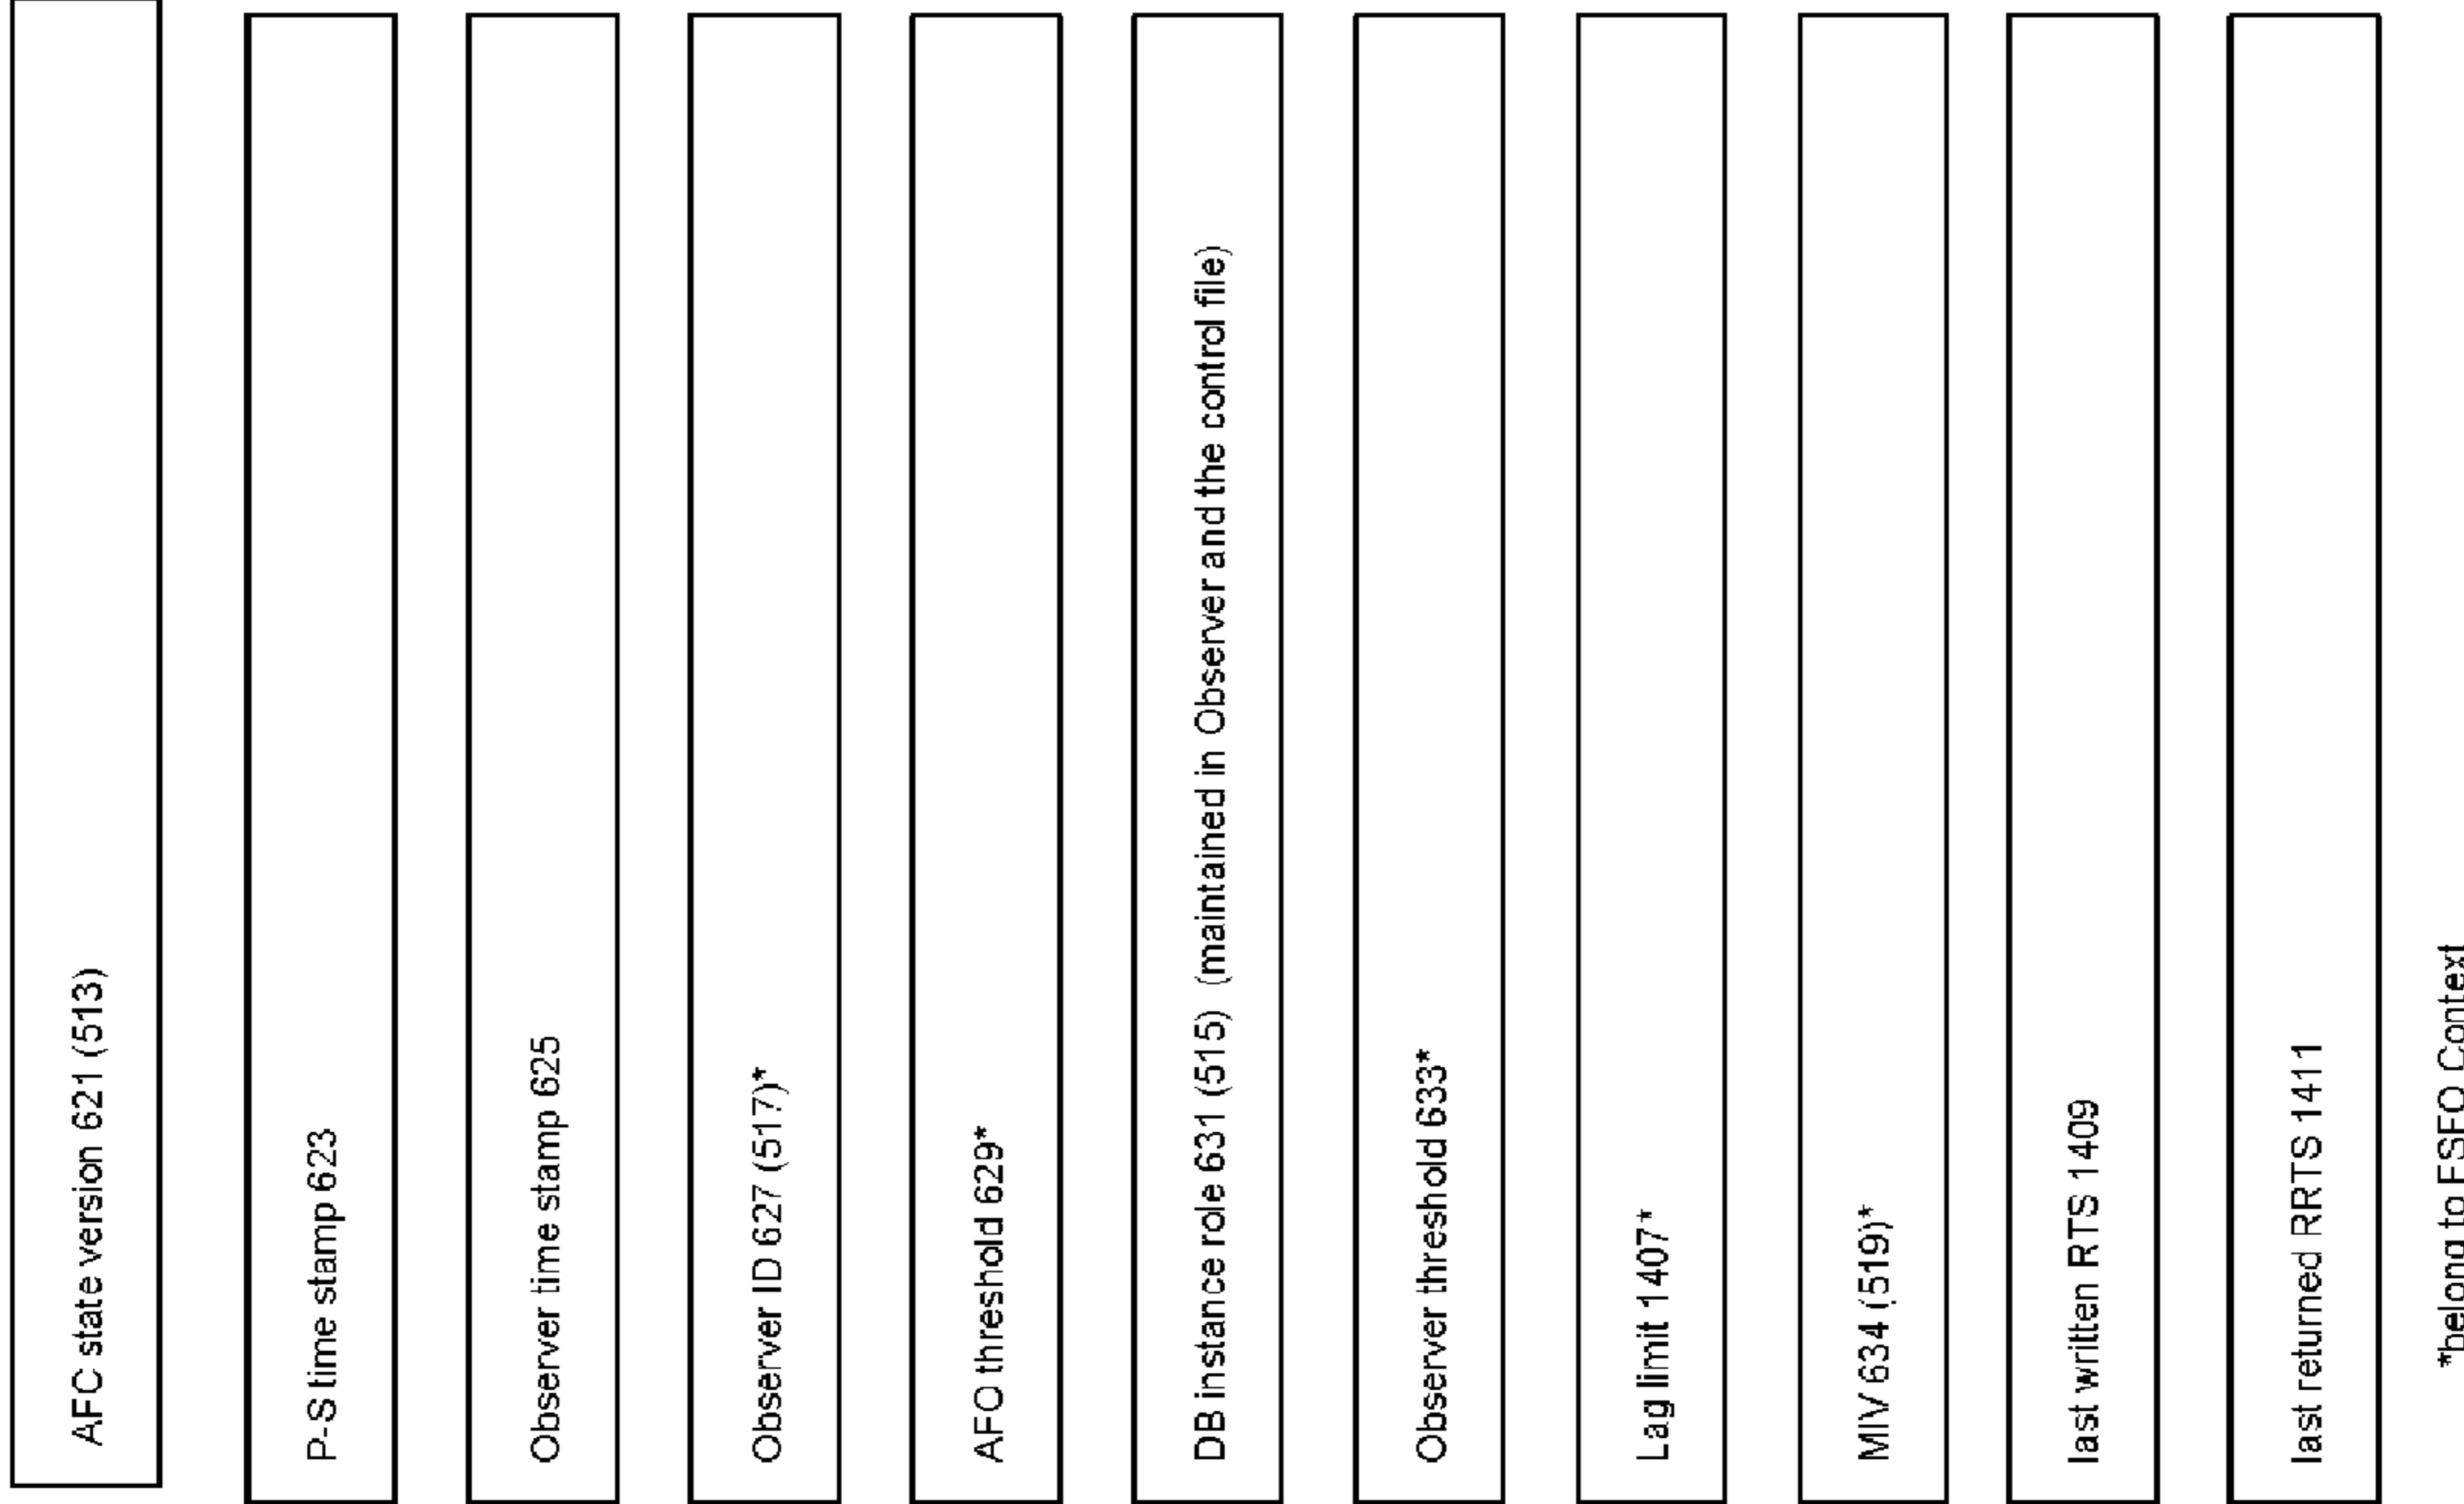 AFC state version 621 (513)
P-S time stamp 623
Observer time stamp 625
Observer ID 627 (517)*
AFO threshold 629*
DB instance role 631 (515) (maintained in Observer and the control file)
Observer threshold 633*
Lag limit 1407*
MIV 634 (519)*
last written RTS 1409
last returned RRTS 1411
*belong to FSFO Context